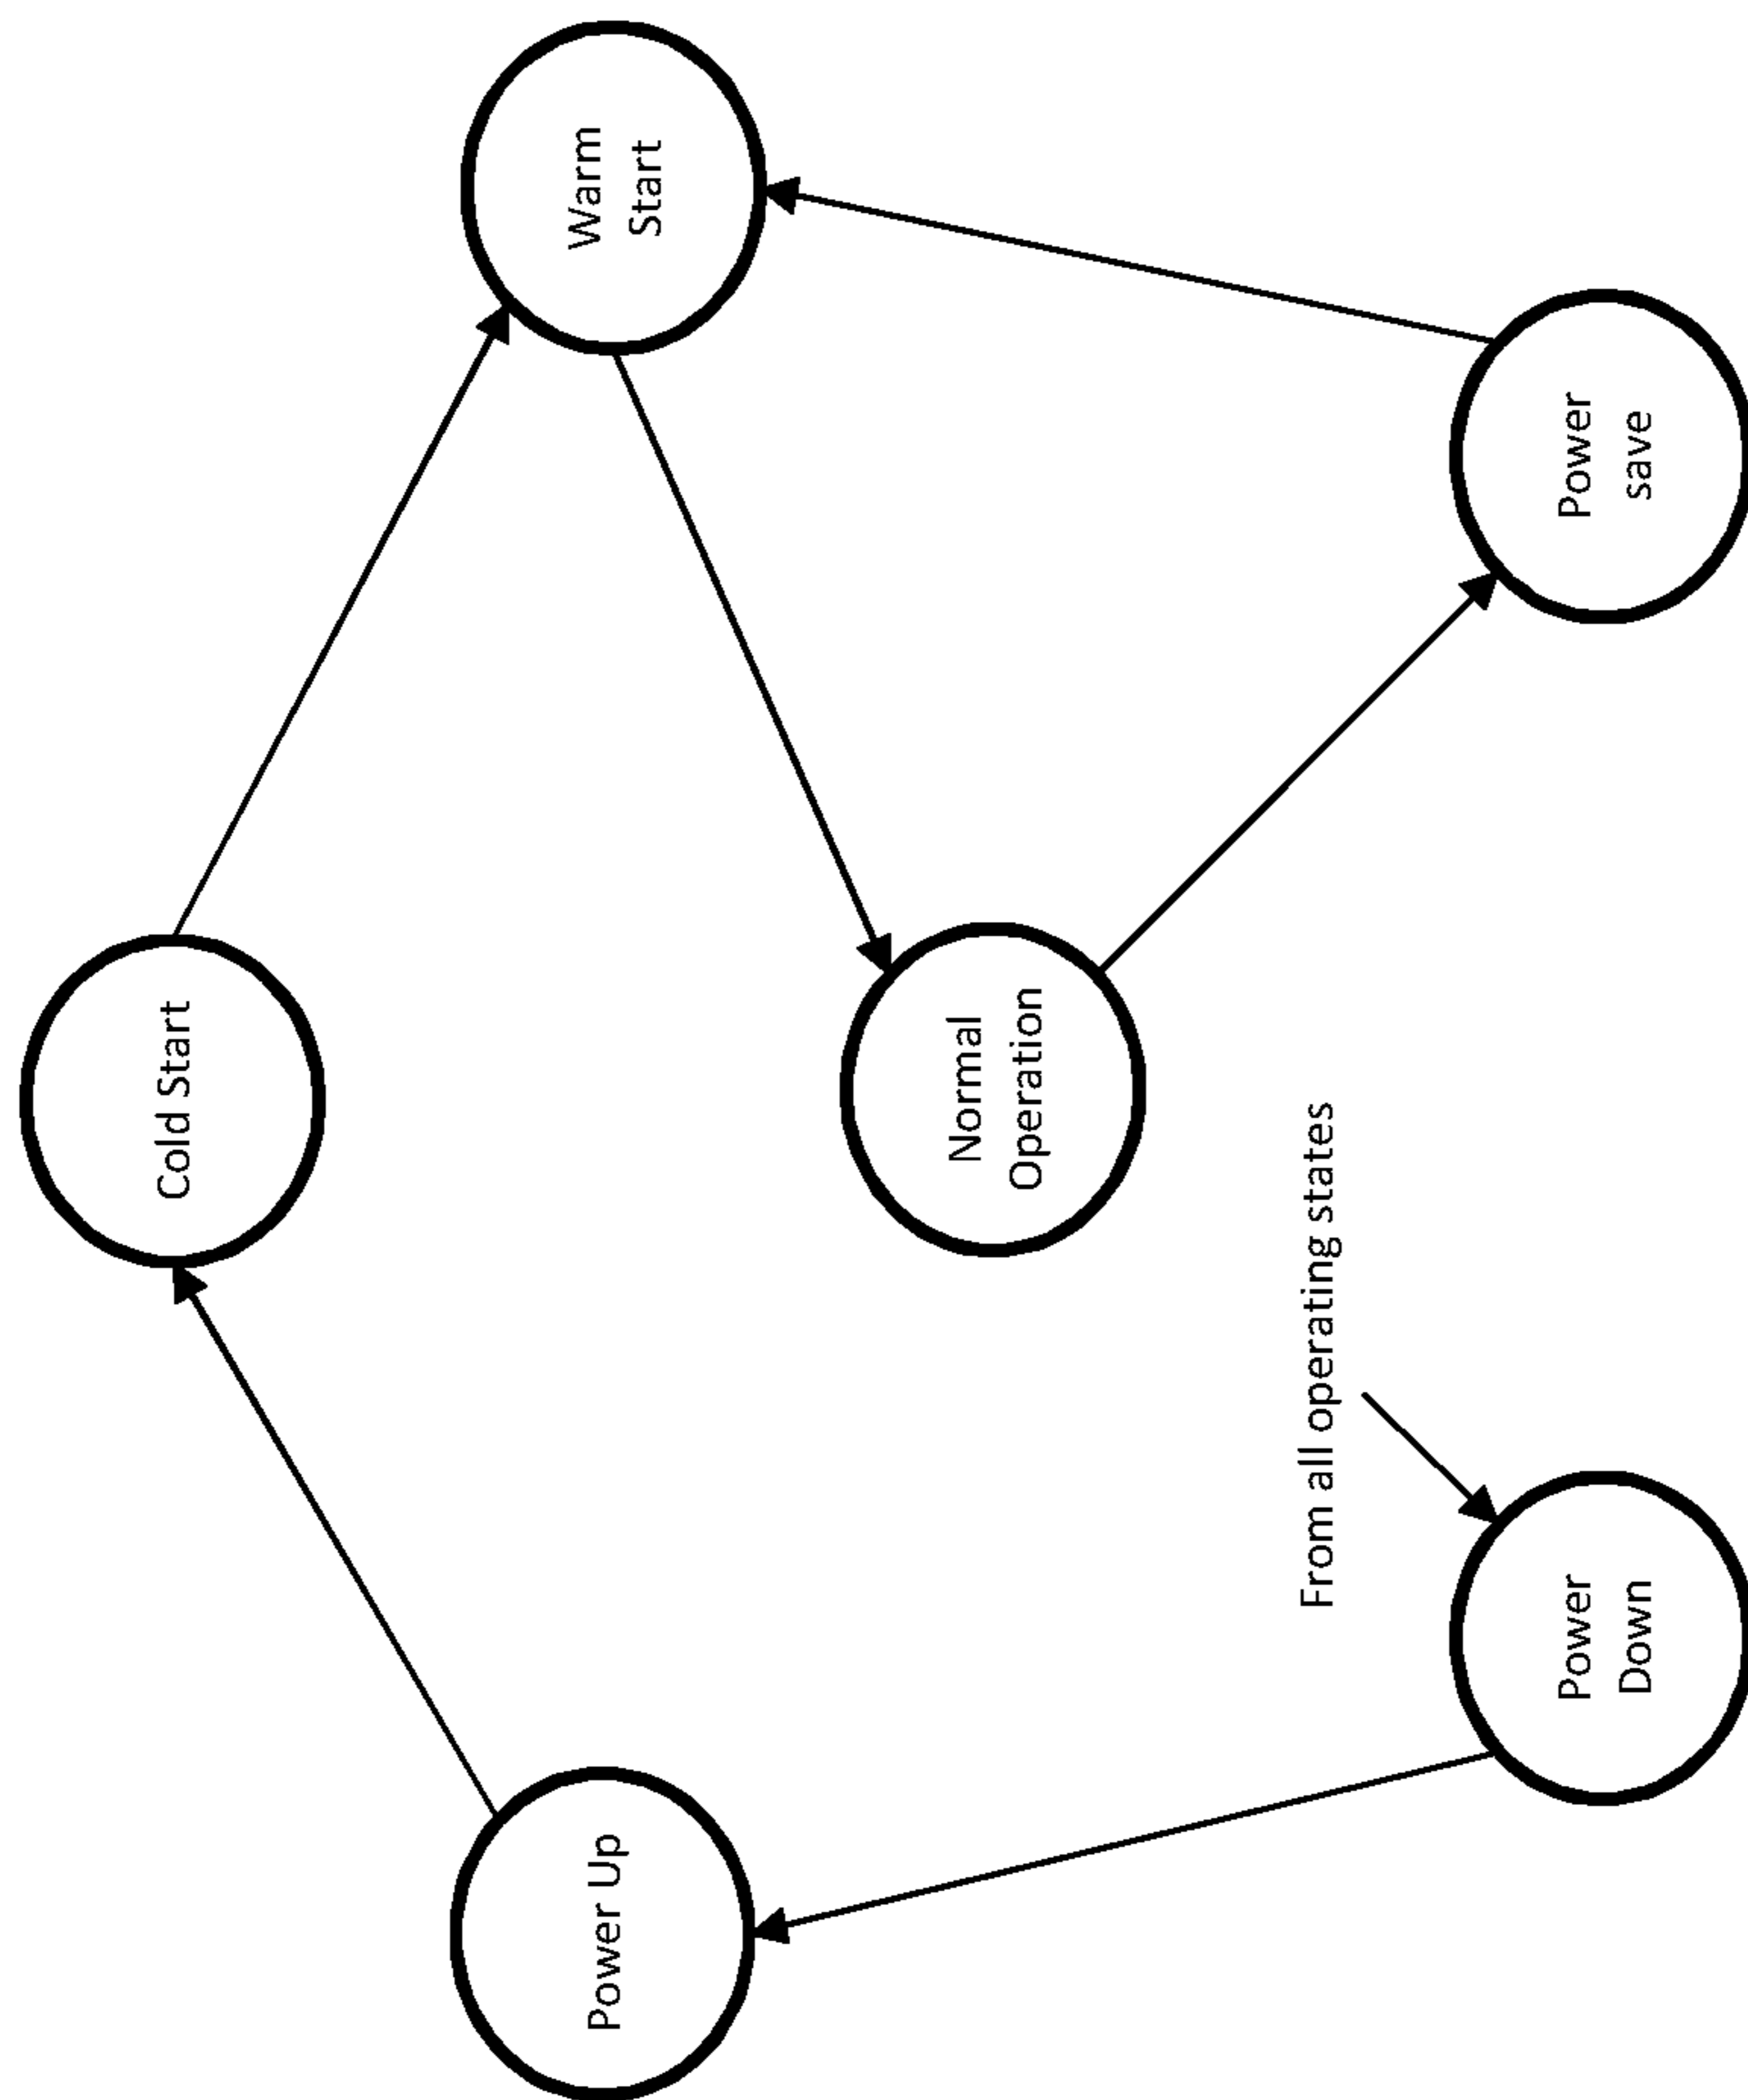 Cold Start
Power Up
Warm
Start
Normal
Operation
From all operating states
Power
Down
Power
save